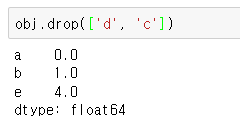 obj.drop(['d', 'c'])
a    0.0
b    1.0
e    4.0
dtype: float64